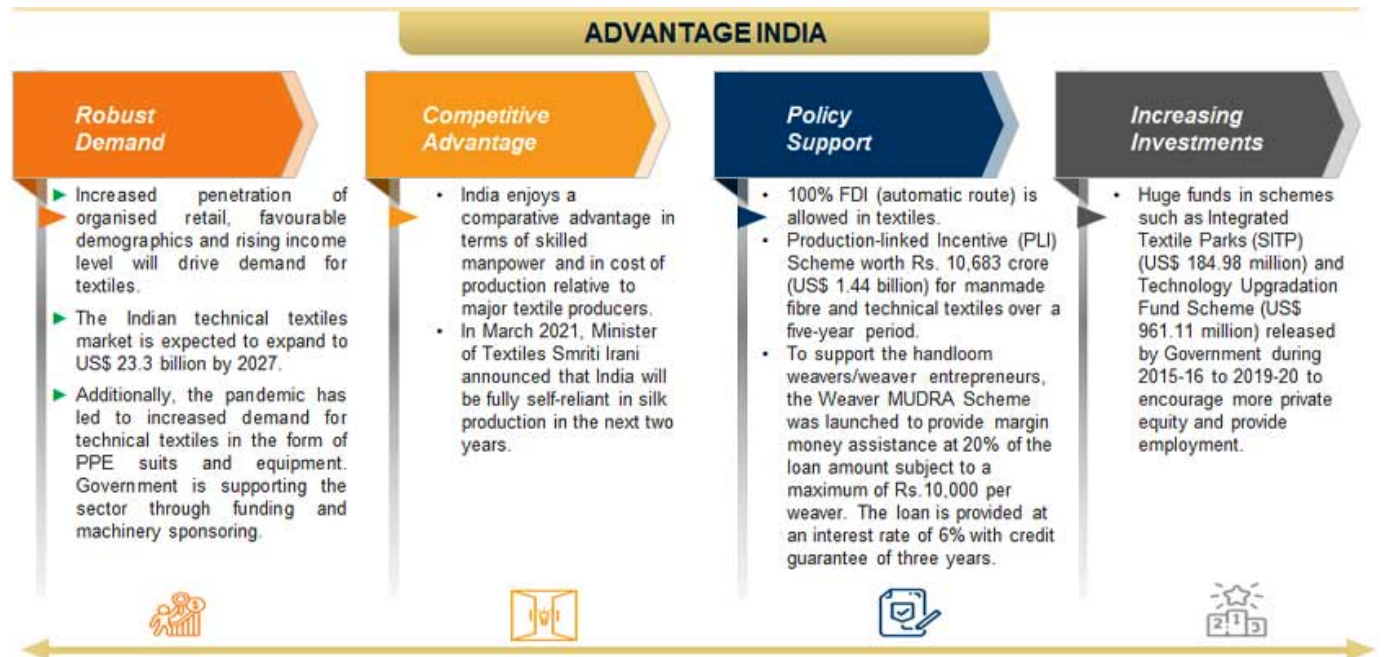 ADVANTAGE INDIA
Robust
Demand
Increased penetration of
organised retail, favourable
demographics and rising income
level will drive demand for
textiles.
The Indian technical textiles
market is expected to expand to
US$ 23.3 billion by 2027.
Additionally, the pandemic has
led to increased demand for
technical textiles in the form of
PPE suits and equipment.
Government is supporting the
sector through funding and
machinery sponsoring.
Competitive
Advantage
• India enjoys a
comparative advantage in
terms of skilled
manpower and in cost of
production relative to
major textile producers.
• In March 2021, Minister
of Textiles Smriti Irani
announced that India will
be fully self-reliant in silk
production in the next two
years.
Policy
Support
• 100% FDI (automatic route) is
allowed in textiles.
• Production-linked Incentive (PLI)
Scheme worth Rs. 10,683 crore
(US$ 1.44 billion) for manmade
fibre and technical textiles over a
five-year period.
• To support the handloom
weavers/weaver entrepreneurs,
the Weaver MUDRA Scheme
was launched to provide margin
money assistance at 20% of the
loan amount subject to a
maximum of Rs.10,000 per
weaver. The loan is provided at
an interest rate of 6% with credit
guarantee of three years.
Increasing
Investments
• Huge funds in schemes
such as Integrated
Textile Parks (SITP)
(US$ 184.98 million) and
Technology Upgradation
Fund Scheme (US$
961.11 million) released
by Government during
2015-16 to 2019-20 to
encourage more private
equity and provide
employment.
2 1 3